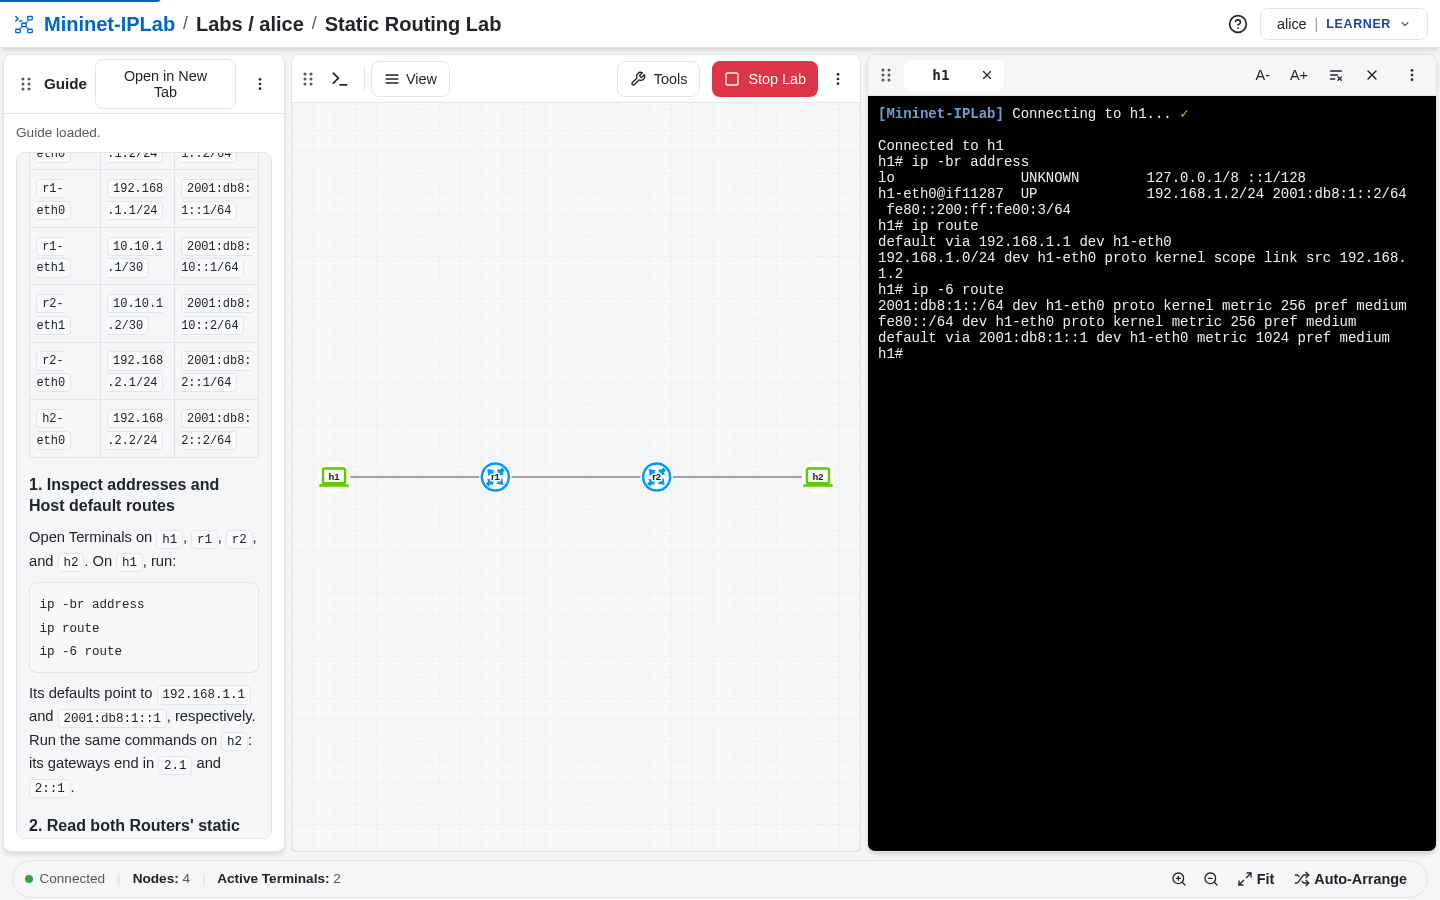 Mininet-IPLab / Labs / alice / Static Routing Lab
alice | LEARNER
Guide
Open in New
Tab
Guide loaded.
eth0 .1.2/24 1::2/64
r1- 192.168 2001:db8:
eth0 .1.1/24 1::1/64
r1- 10.10.1 2001:db8:
eth1 .1/30 10::1/64
r2- 10.10.1 2001:db8:
eth1 .2/30 10::2/64
r2- 192.168 2001:db8:
eth0 .2.1/24 2::1/64
h2- 192.168 2001:db8:
eth0 .2.2/24 2::2/64
1. Inspect addresses and
Host default routes
Open Terminals on h1, r1, r2,
and h2. On h1, run:
ip -br address
ip route
ip -6 route
Its defaults point to 192.168.1.1
and 2001:db8:1::1, respectively.
Run the same commands on h2:
its gateways end in 2.1 and
2::1.
2. Read both Routers' static
View
Tools
Stop Lab
h1
r1
r2
h2
h1
A- A+
[Mininet-IPLab] Connecting to h1... ✓
Connected to h1
h1# ip -br address
lo UNKNOWN 127.0.0.1/8 ::1/128
h1-eth0@if11287 UP 192.168.1.2/24 2001:db8:1::2/64
fe80::200:ff:fe00:3/64
h1# ip route
default via 192.168.1.1 dev h1-eth0
192.168.1.0/24 dev h1-eth0 proto kernel scope link src 192.168.
1.2
h1# ip -6 route
2001:db8:1::/64 dev h1-eth0 proto kernel metric 256 pref medium
fe80::/64 dev h1-eth0 proto kernel metric 256 pref medium
default via 2001:db8:1::1 dev h1-eth0 metric 1024 pref medium
h1#
Connected | Nodes: 4 | Active Terminals: 2
Fit
Auto-Arrange